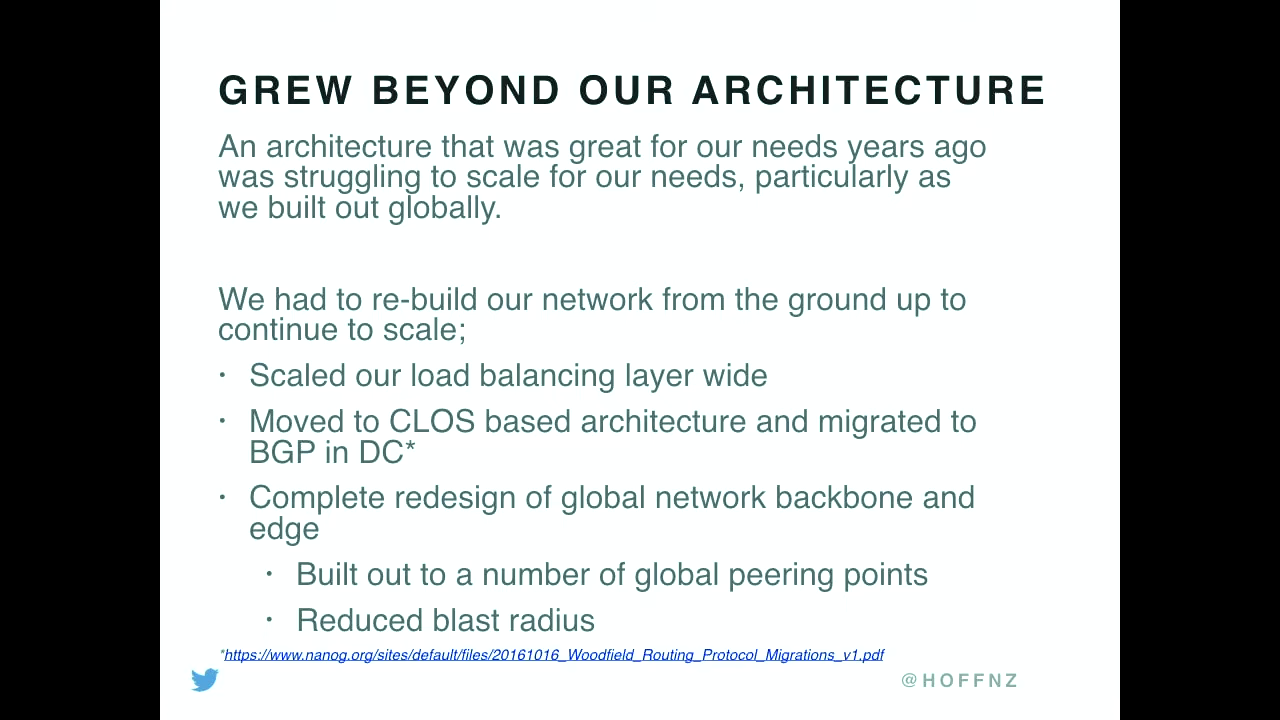 GREW BEYOND OUR ARCHITECTURE
An architecture that was great for our needs years ago
was struggling to scale for our needs, particularly as
we built out globally.
We had to re-build our network from the ground up to
continue to scale;
• Scaled our load balancing layer wide
• Moved to CLOS based architecture and migrated to
BGP in DC*
• Complete redesign of global network backbone and
edge
• Built out to a number of global peering points
• Reduced blast radius
*https://www.nanog.org/sites/default/files/20161016_Woodfield_Routing_Protocol_Migrations_v1.pdf
@HOFFNZ